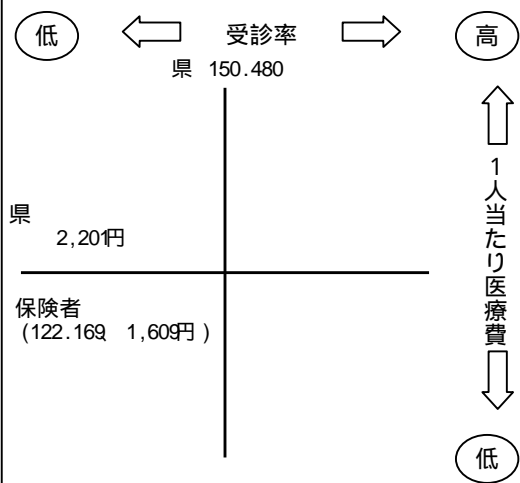 低 受診率 高
県 150.480
1人当たり医療費
県
2,201円
保険者
(122.169、 1,609円 )
低